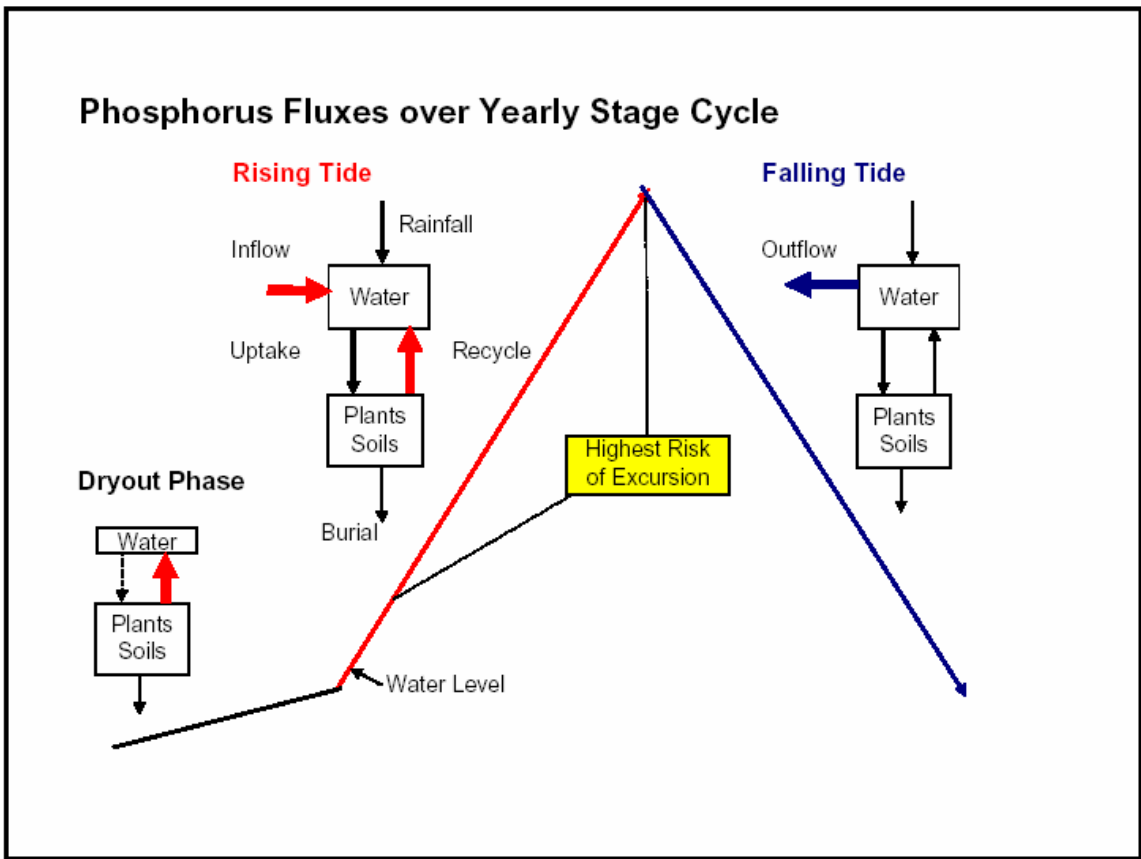 Phosphorus Fluxes over Yearly Stage Cycle
Rising Tide
Falling Tide
Rainfall
Inflow
Water
Uptake
Recycle
Plants
Soils
Burial
Outflow
Water
Plants
Soils
Highest Risk
of Excursion
Dryout Phase
Water
Plants
Soils
Water Level